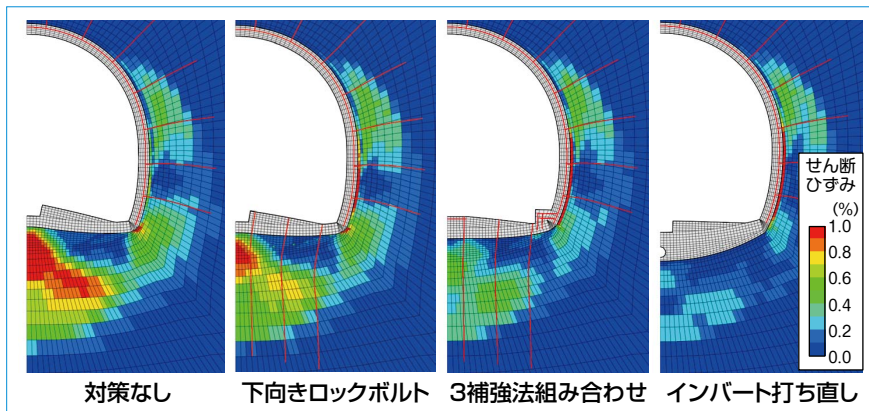 せん断
ひずみ
(%)
1.0
0.8
0.6
0.4
0.2
0.0
対策なし
下向きロックボルト
3補強法組み合わせ
インバート打ち直し